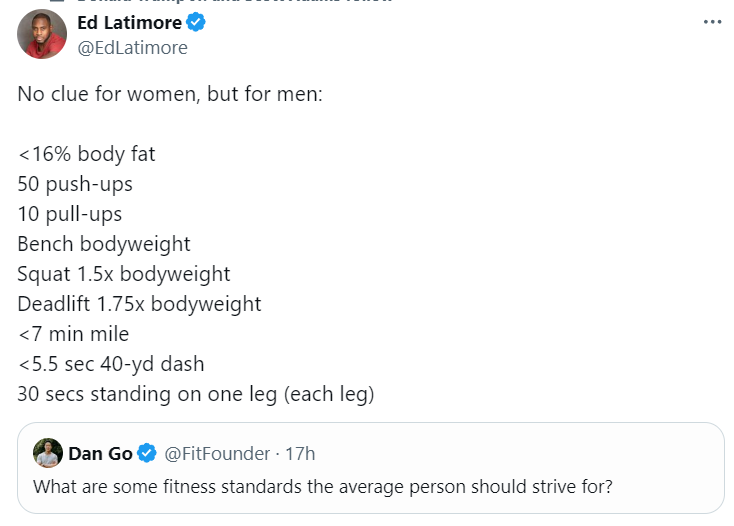 Ed Latimore
@EdLatimore
No clue for women, but for men:
<16% body fat
50 push-ups
10 pull-ups
Bench bodyweight
Squat 1.5x bodyweight
Deadlift 1.75x bodyweight
<7 min mile
<5.5 sec 40-yd dash
30 secs standing on one leg (each leg)
Dan Go @FitFounder · 17h
What are some fitness standards the average person should strive for?